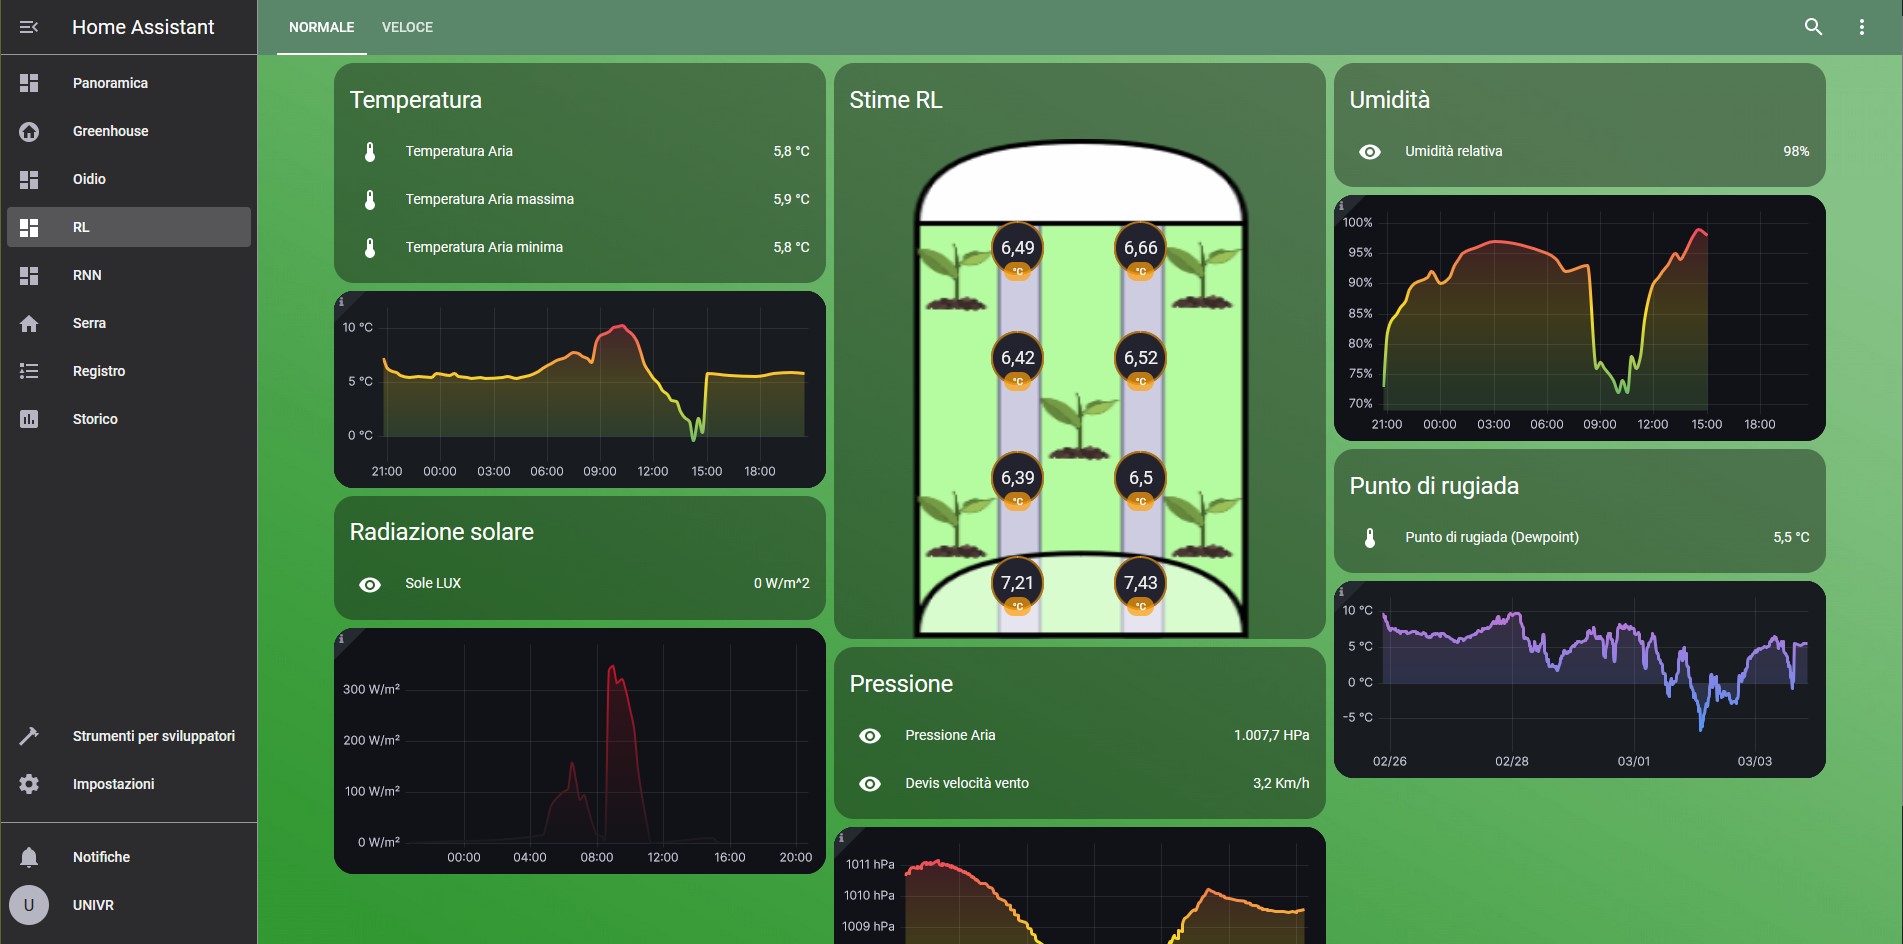 Home Assistant
Panoramica
Greenhouse
Oidio
RL
RNN
Serra
Registro
Storico
Strumenti per sviluppatori
Impostazioni
Notifiche
U UNIVR
NORMALE VELOCE
Temperatura
Temperatura Aria 5,8 °C
Temperatura Aria massima 5,9 °C
Temperatura Aria minima 5,8 °C
10 °C
5 °C
0 °C
21:00 00:00 03:00 06:00 09:00 12:00 15:00 18:00
Radiazione solare
Sole LUX 0 W/m^2
300 W/m²
200 W/m²
100 W/m²
0 W/m²
00:00 04:00 08:00 12:00 16:00 20:00
Stime RL
6,49 6,66
°C °C
6,42 6,52
°C °C
6,39 6,5
°C °C
7,21 7,43
°C °C
Pressione
Pressione Aria 1.007,7 HPa
Devis velocità vento 3,2 Km/h
1011 hPa
1010 hPa
1009 hPa
Umidità
Umidità relativa 98%
100%
95%
90%
85%
80%
75%
70%
21:00 00:00 03:00 06:00 09:00 12:00 15:00 18:00
Punto di rugiada
Punto di rugiada (Dewpoint) 5,5 °C
10 °C
5 °C
0 °C
-5 °C
02/26 02/28 03/01 03/03